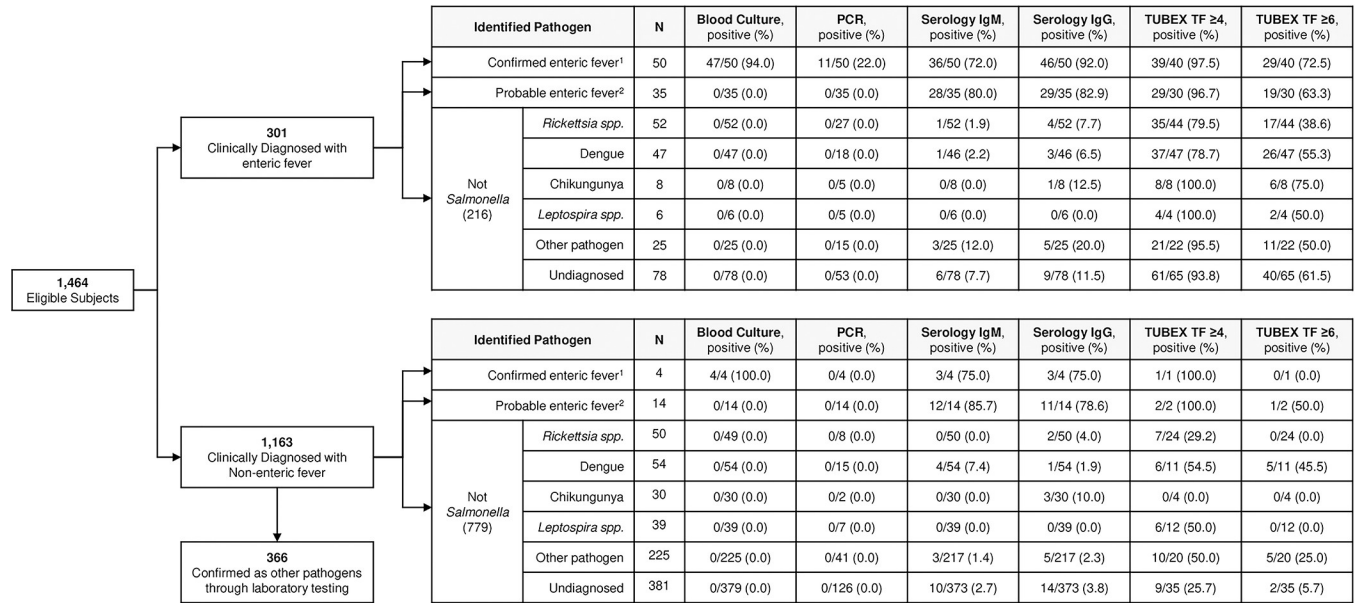 1,464
Eligible Subjects
301
Clinically Diagnosed with
enteric fever
1,163
Clinically Diagnosed with
Non-enteric fever
366
Confirmed as other pathogens
through laboratory testing
Identified Pathogen N Blood Culture, positive (%) PCR, positive (%) Serology IgM, positive (%) Serology IgG, positive (%) TUBEX TF ≥4, positive (%) TUBEX TF ≥6, positive (%)
Confirmed enteric fever¹ 50 47/50 (94.0) 11/50 (22.0) 36/50 (72.0) 46/50 (92.0) 39/40 (97.5) 29/40 (72.5)
Probable enteric fever² 35 0/35 (0.0) 0/35 (0.0) 28/35 (80.0) 29/35 (82.9) 29/30 (96.7) 19/30 (63.3)
Not
Salmonella
(216)
Rickettsia spp. 52 0/52 (0.0) 0/27 (0.0) 1/52 (1.9) 4/52 (7.7) 35/44 (79.5) 17/44 (38.6)
Dengue 47 0/47 (0.0) 0/18 (0.0) 1/46 (2.2) 3/46 (6.5) 37/47 (78.7) 26/47 (55.3)
Chikungunya 8 0/8 (0.0) 0/5 (0.0) 0/8 (0.0) 1/8 (12.5) 8/8 (100.0) 6/8 (75.0)
Leptospira spp. 6 0/6 (0.0) 0/5 (0.0) 0/6 (0.0) 0/6 (0.0) 4/4 (100.0) 2/4 (50.0)
Other pathogen 25 0/25 (0.0) 0/15 (0.0) 3/25 (12.0) 5/25 (20.0) 21/22 (95.5) 11/22 (50.0)
Undiagnosed 78 0/78 (0.0) 0/53 (0.0) 6/78 (7.7) 9/78 (11.5) 61/65 (93.8) 40/65 (61.5)
Identified Pathogen N Blood Culture, positive (%) PCR, positive (%) Serology IgM, positive (%) Serology IgG, positive (%) TUBEX TF ≥4, positive (%) TUBEX TF ≥6, positive (%)
Confirmed enteric fever¹ 4 4/4 (100.0) 0/4 (0.0) 3/4 (75.0) 3/4 (75.0) 1/1 (100.0) 0/1 (0.0)
Probable enteric fever² 14 0/14 (0.0) 0/14 (0.0) 12/14 (85.7) 11/14 (78.6) 2/2 (100.0) 1/2 (50.0)
Not
Salmonella
(779)
Rickettsia spp. 50 0/49 (0.0) 0/8 (0.0) 0/50 (0.0) 2/50 (4.0) 7/24 (29.2) 0/24 (0.0)
Dengue 54 0/54 (0.0) 0/15 (0.0) 4/54 (7.4) 1/54 (1.9) 6/11 (54.5) 5/11 (45.5)
Chikungunya 30 0/30 (0.0) 0/2 (0.0) 0/30 (0.0) 3/30 (10.0) 0/4 (0.0) 0/4 (0.0)
Leptospira spp. 39 0/39 (0.0) 0/7 (0.0) 0/39 (0.0) 0/39 (0.0) 6/12 (50.0) 0/12 (0.0)
Other pathogen 225 0/225 (0.0) 0/41 (0.0) 3/217 (1.4) 5/217 (2.3) 10/20 (50.0) 5/20 (25.0)
Undiagnosed 381 0/379 (0.0) 0/126 (0.0) 10/373 (2.7) 14/373 (3.8) 9/35 (25.7) 2/35 (5.7)